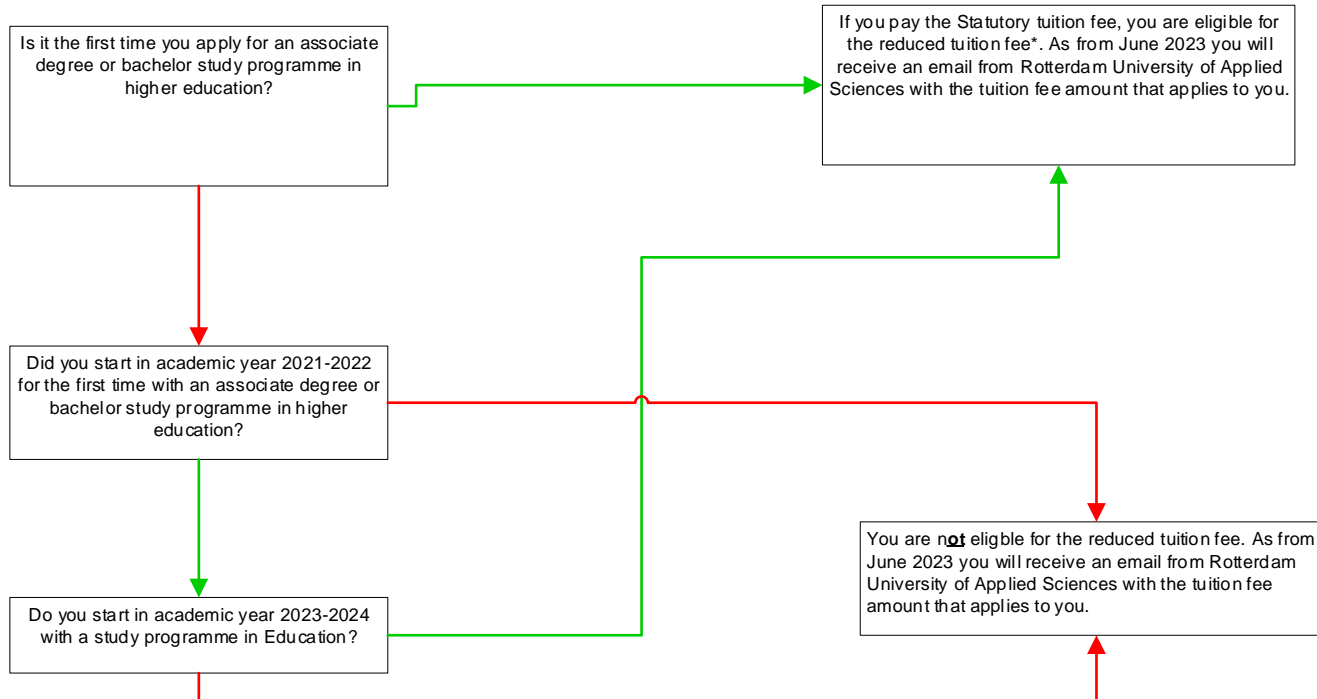 Is it the first time you apply for an associate
degree or bachelor study programme in
higher education?
If you pay the Statutory tuition fee, you are eligible for
the reduced tuition fee*. As from June 2023 you will
receive an email from Rotterdam University of Applied
Sciences with the tuition fee amount that applies to you.
Did you start in academic year 2021-2022
for the first time with an associate degree or
bachelor study programme in higher
education?
You are not eligble for the reduced tuition fee. As from
June 2023 you will receive an email from Rotterdam
University of Applied Sciences with the tuition fee
amount that applies to you.
Do you start in academic year 2023-2024
with a study programme in Education?